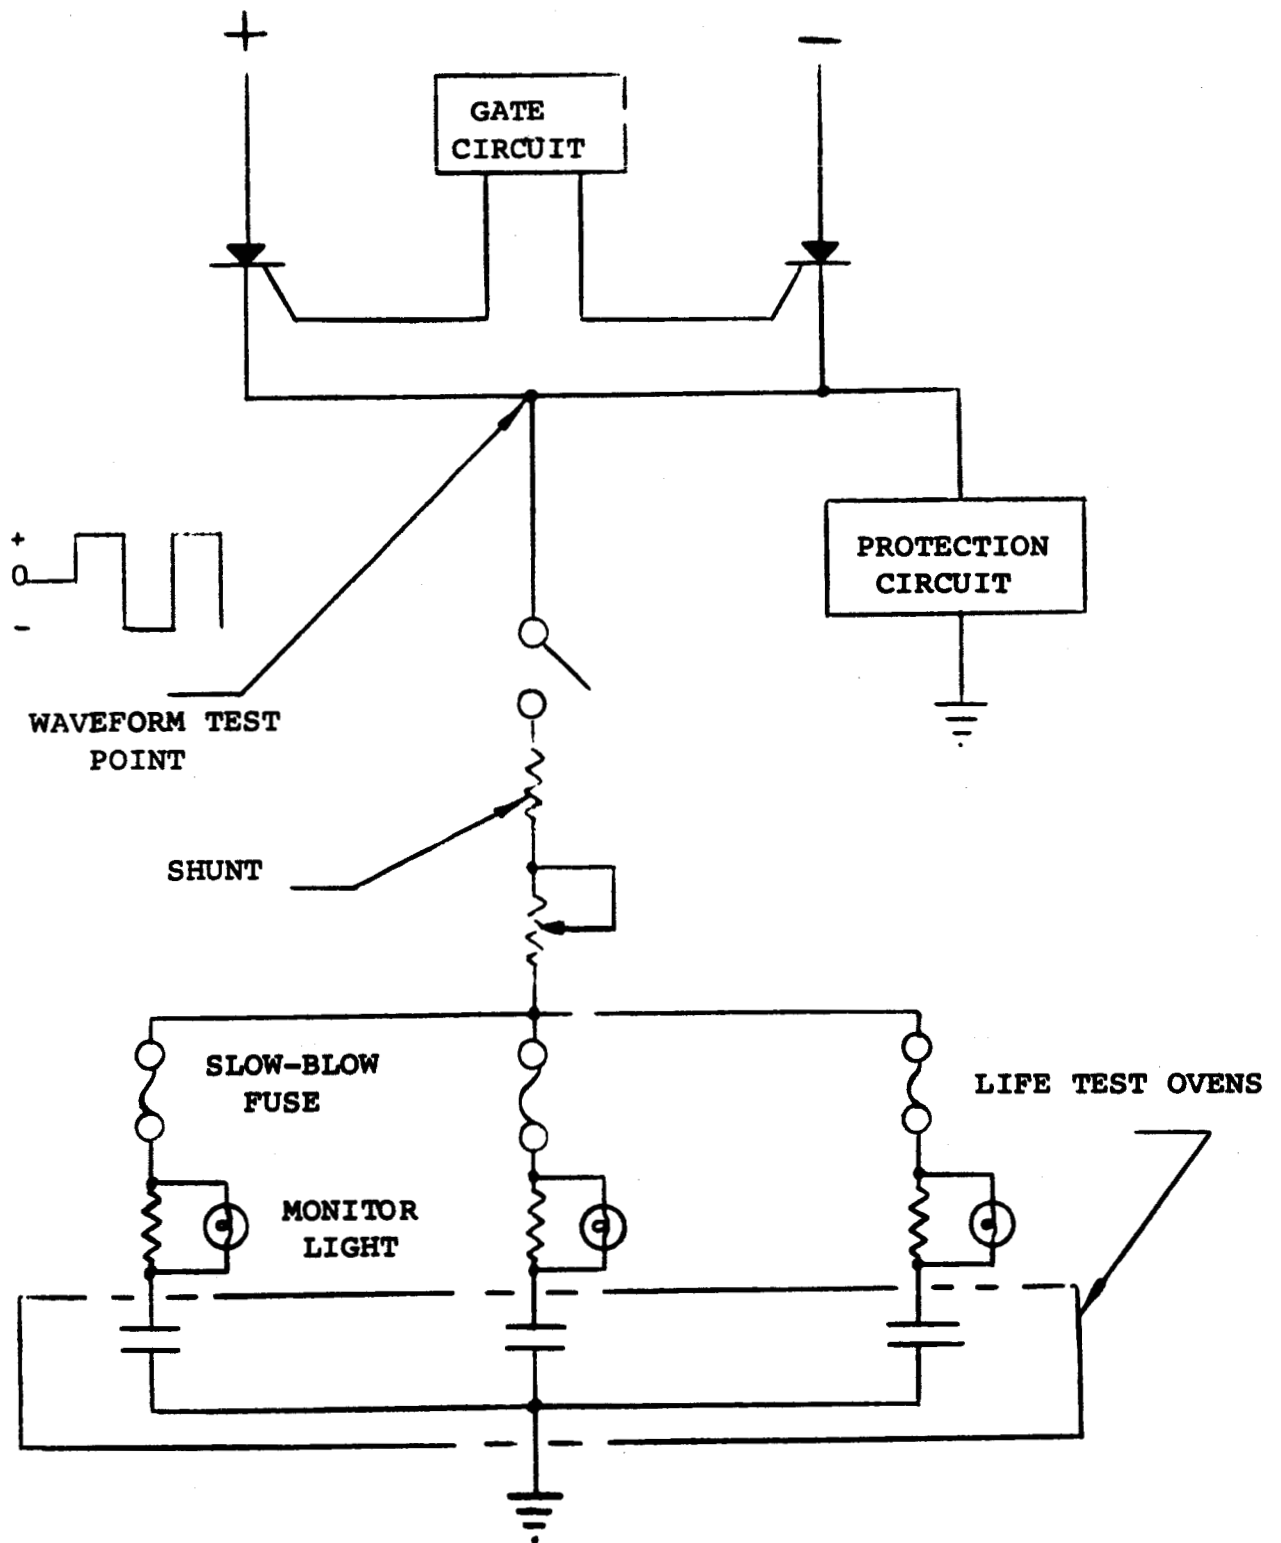 +
−
GATE
CIRCUIT
+
0
−
PROTECTION
CIRCUIT
WAVEFORM TEST
POINT
SHUNT
SLOW-BLOW
FUSE
LIFE TEST OVENS
MONITOR
LIGHT